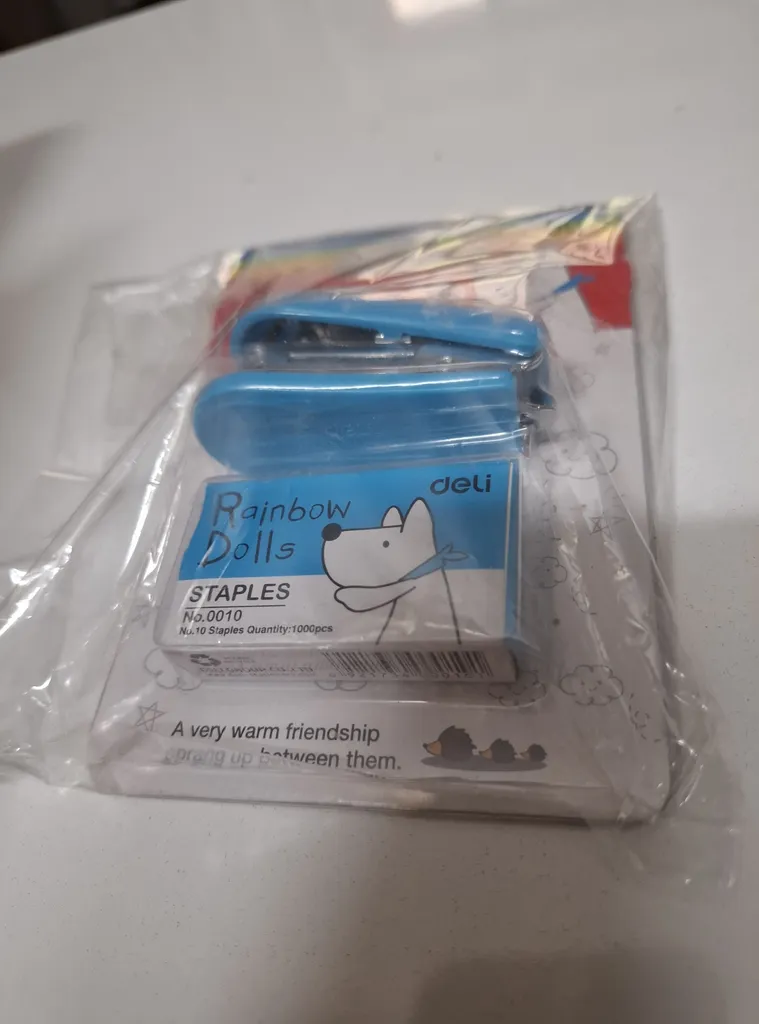 deli
Rainbow
Dolls
STAPLES
No.0010
No.10 Staples Quantity:1000pcs
A very warm friendship
sprang up between them.